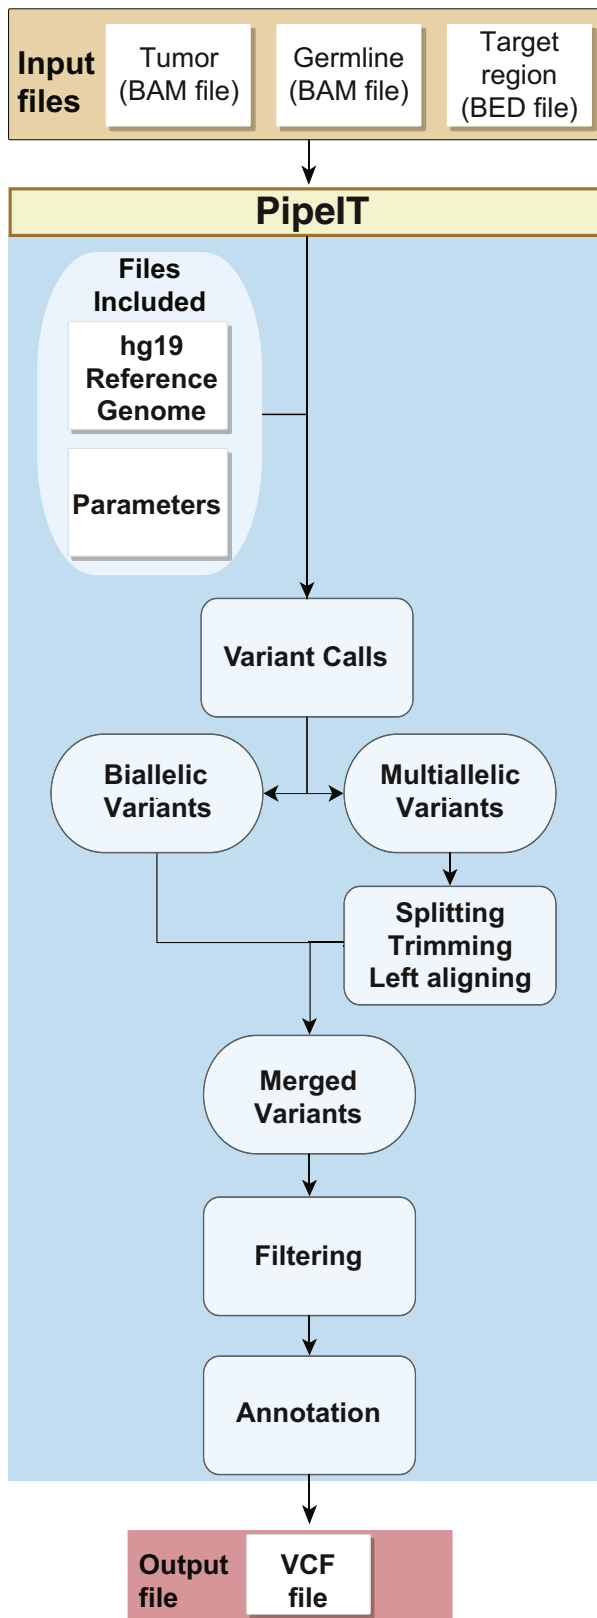 Input
files
Tumor
(BAM file)
Germline
(BAM file)
Target
region
(BED file)
PipeIT
Files
Included
hg19
Reference
Genome
Parameters
Variant Calls
Biallelic
Variants
Multiallelic
Variants
Splitting
Trimming
Left aligning
Merged
Variants
Filtering
Annotation
Output
file
VCF
file